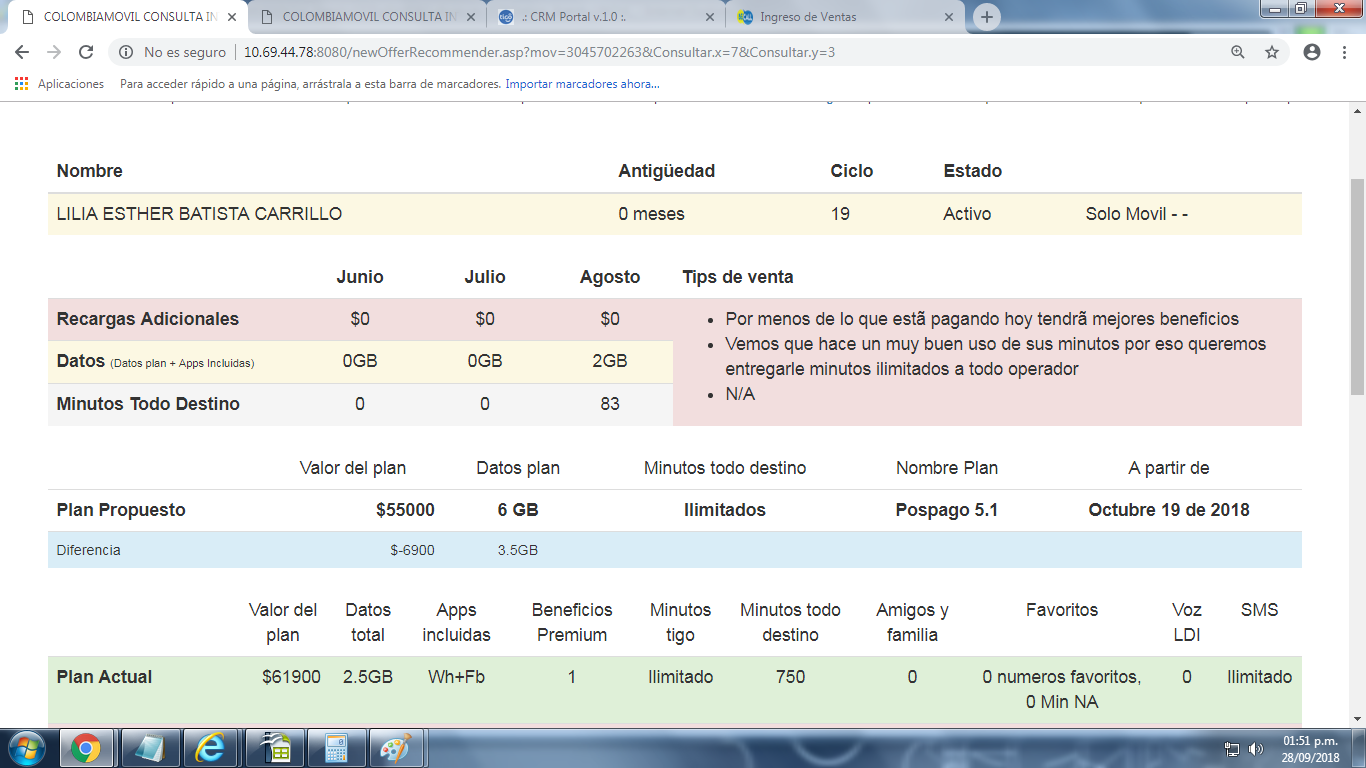 COLOMBIAMOVIL CONSULTA IN
COLOMBIAMOVIL CONSULTA IN
tigo .: CRM Portal v.1.0 :.
Ingreso de Ventas
No es seguro 10.69.44.78:8080/newOfferRecommender.asp?mov=3045702263&Consultar.x=7&Consultar.y=3
Aplicaciones Para acceder rápido a una página, arrástrala a esta barra de marcadores. Importar marcadores ahora...
Nombre Antigüedad Ciclo Estado
LILIA ESTHER BATISTA CARRILLO 0 meses 19 Activo Solo Movil - -
Junio Julio Agosto Tips de venta
Recargas Adicionales $0 $0 $0
Datos (Datos plan + Apps Incluidas) 0GB 0GB 2GB
Minutos Todo Destino 0 0 83
• Por menos de lo que estã pagando hoy tendrã mejores beneficios
• Vemos que hace un muy buen uso de sus minutos por eso queremos
entregarle minutos ilimitados a todo operador
• N/A
Valor del plan Datos plan Minutos todo destino Nombre Plan A partir de
Plan Propuesto $55000 6 GB Ilimitados Pospago 5.1 Octubre 19 de 2018
Diferencia $-6900 3.5GB
Valor del plan Datos total Apps incluidas Beneficios Premium Minutos tigo Minutos todo destino Amigos y familia Favoritos Voz LDI SMS
Plan Actual $61900 2.5GB Wh+Fb 1 Ilimitado 750 0 0 numeros favoritos, 0 Min NA 0 Ilimitado
01:51 p.m.
28/09/2018